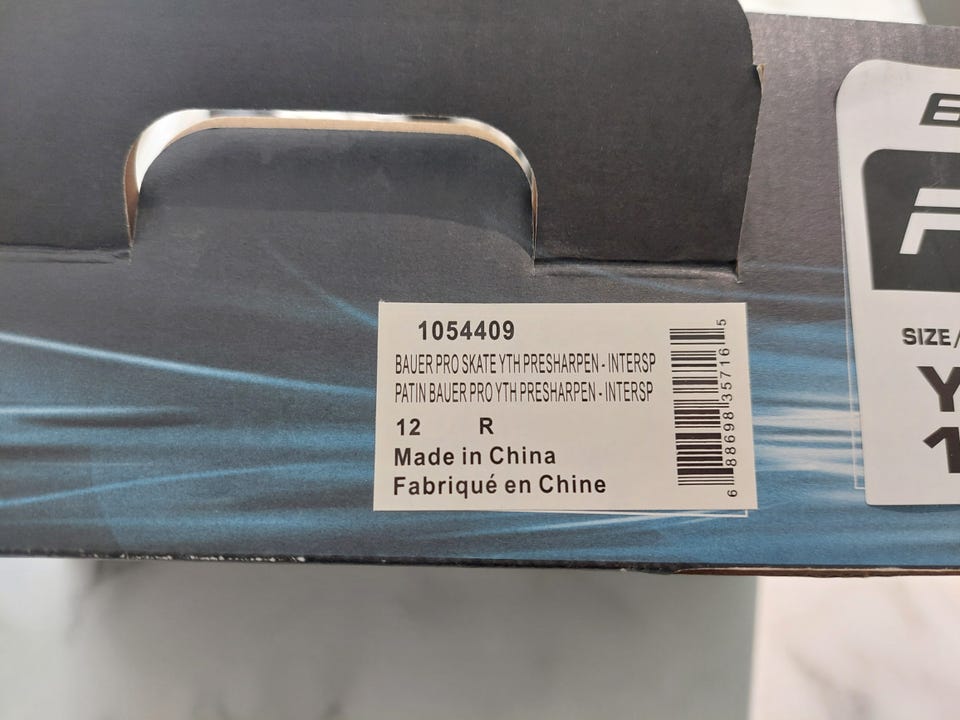 1054409
BAUER PRO SKATE YTH PRESHARPEN - INTERSP
PATIN BAUER PRO YTH PRESHARPEN - INTERSP
12 R
Made in China
Fabriqué en Chine
6 88698 35716 5
SIZE/
Y
1